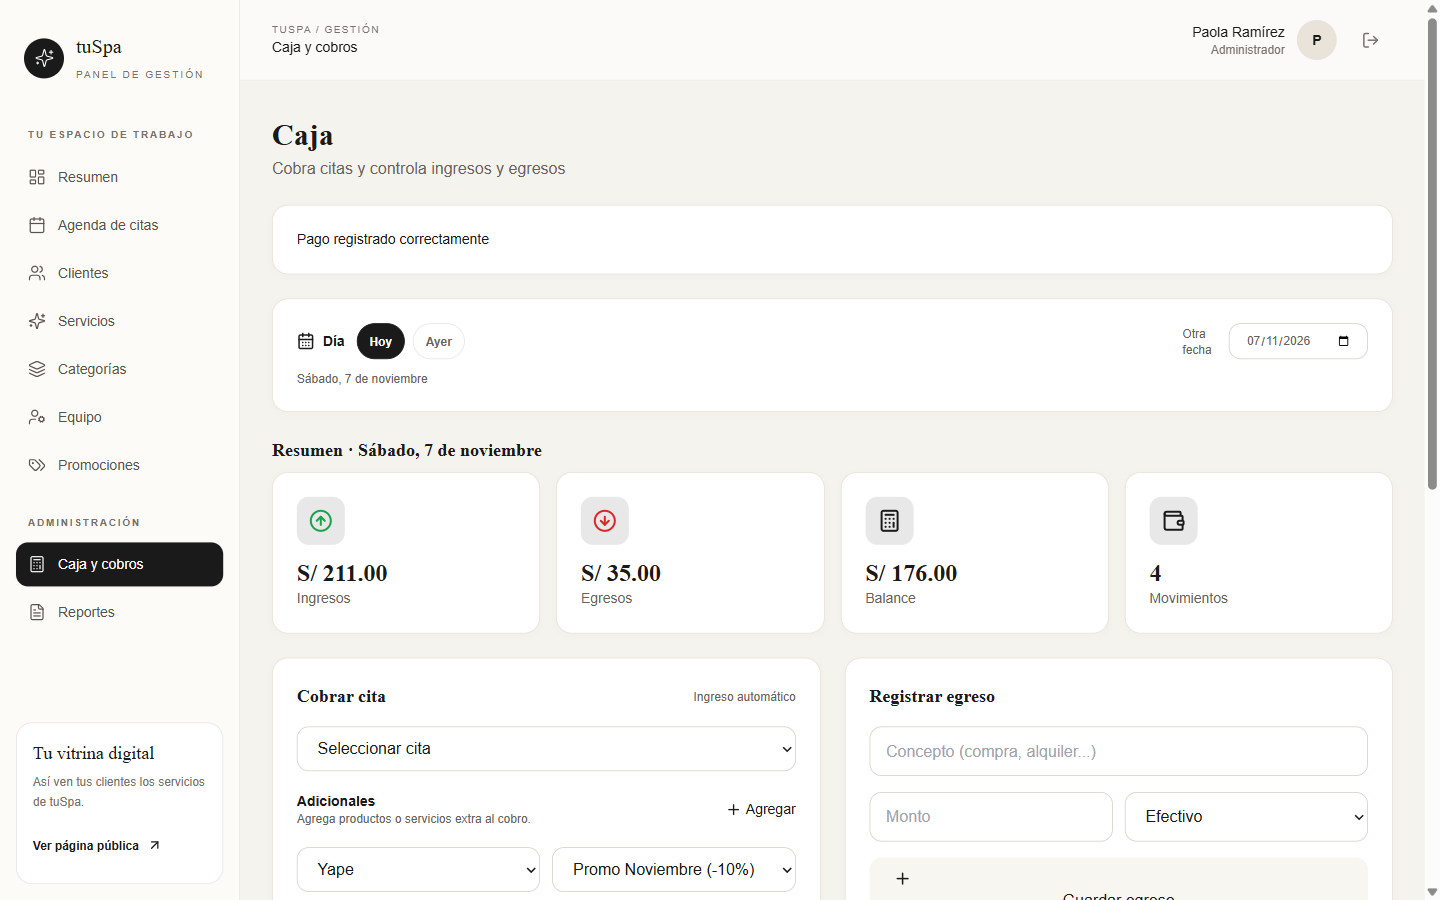 tuSpa
PANEL DE GESTIÓN
TU ESPACIO DE TRABAJO
Resumen
Agenda de citas
Clientes
Servicios
Categorías
Equipo
Promociones
ADMINISTRACIÓN
Caja y cobros
Reportes
Tu vitrina digital
Así ven tus clientes los servicios
de tuSpa.
Ver página pública
TUSPA / GESTIÓN
Caja y cobros
Paola Ramírez
Administrador
P
Caja
Cobra citas y controla ingresos y egresos
Pago registrado correctamente
Día
Hoy
Ayer
Otra
fecha
07/11/2026
Sábado, 7 de noviembre
Resumen · Sábado, 7 de noviembre
S/ 211.00
Ingresos
S/ 35.00
Egresos
S/ 176.00
Balance
4
Movimientos
Cobrar cita
Ingreso automático
Seleccionar cita
Adicionales
Agrega productos o servicios extra al cobro.
Agregar
Yape
Promo Noviembre (-10%)
Registrar egreso
Concepto (compra, alquiler...)
Monto
Efectivo
Guardar egreso